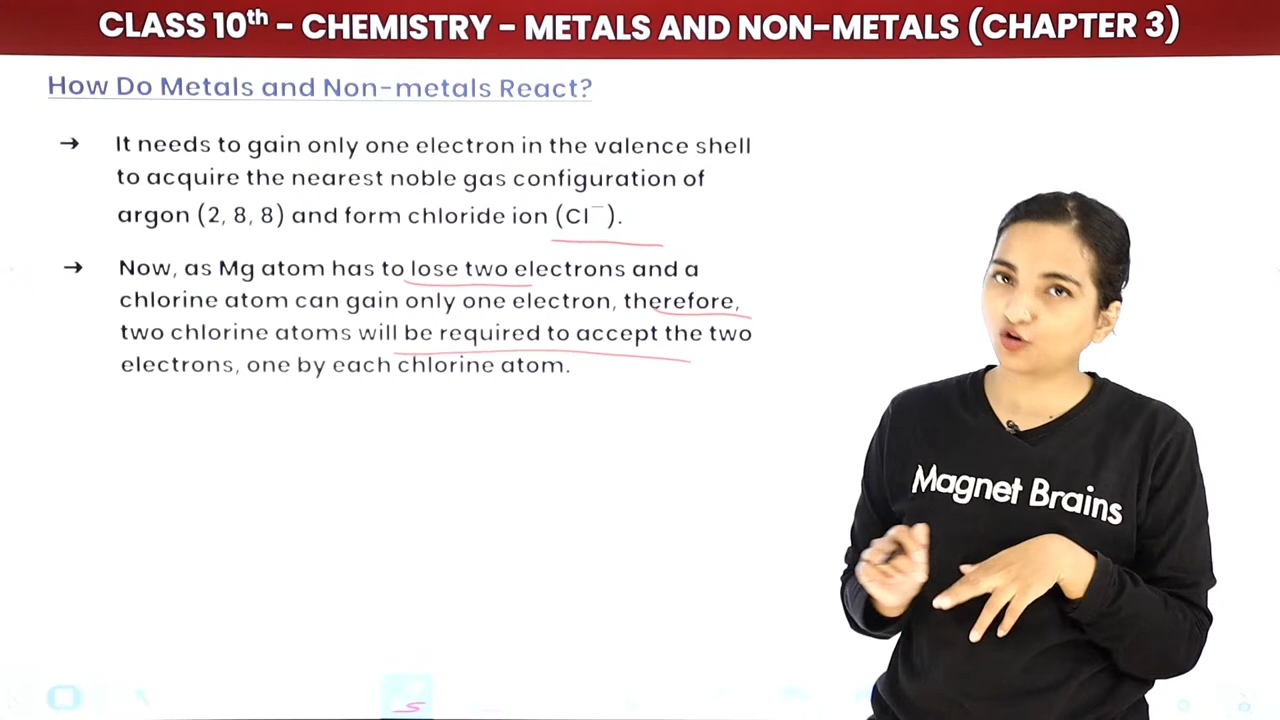 CLASS 10th – CHEMISTRY – METALS AND NON-METALS (CHAPTER 3)
How Do Metals and Non-metals React?
→ It needs to gain only one electron in the valence shell
to acquire the nearest noble gas configuration of
argon (2, 8, 8) and form chloride ion (Cl⁻).
→ Now, as Mg atom has to lose two electrons and a
chlorine atom can gain only one electron, therefore,
two chlorine atoms will be required to accept the two
electrons, one by each chlorine atom.
Magnet Brains